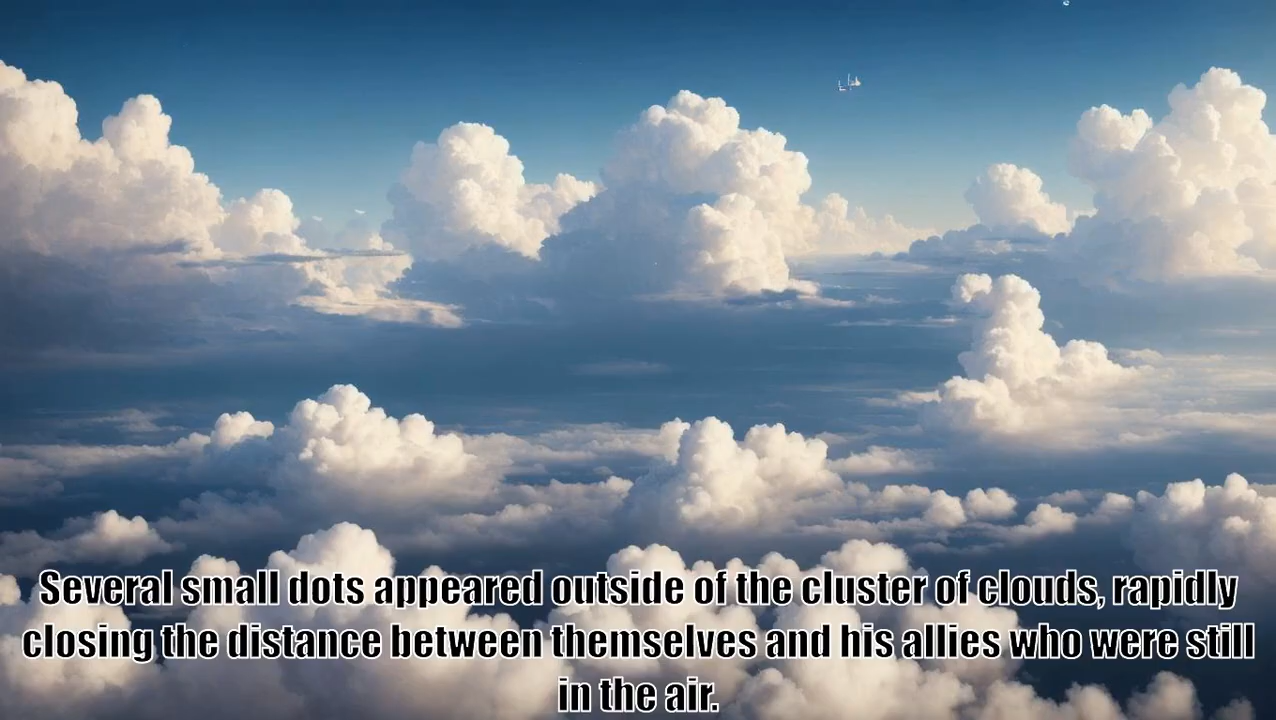 Several small dots appeared outside of the cluster of clouds, rapidly
closing the distance between themselves and his allies who were still
in the air.